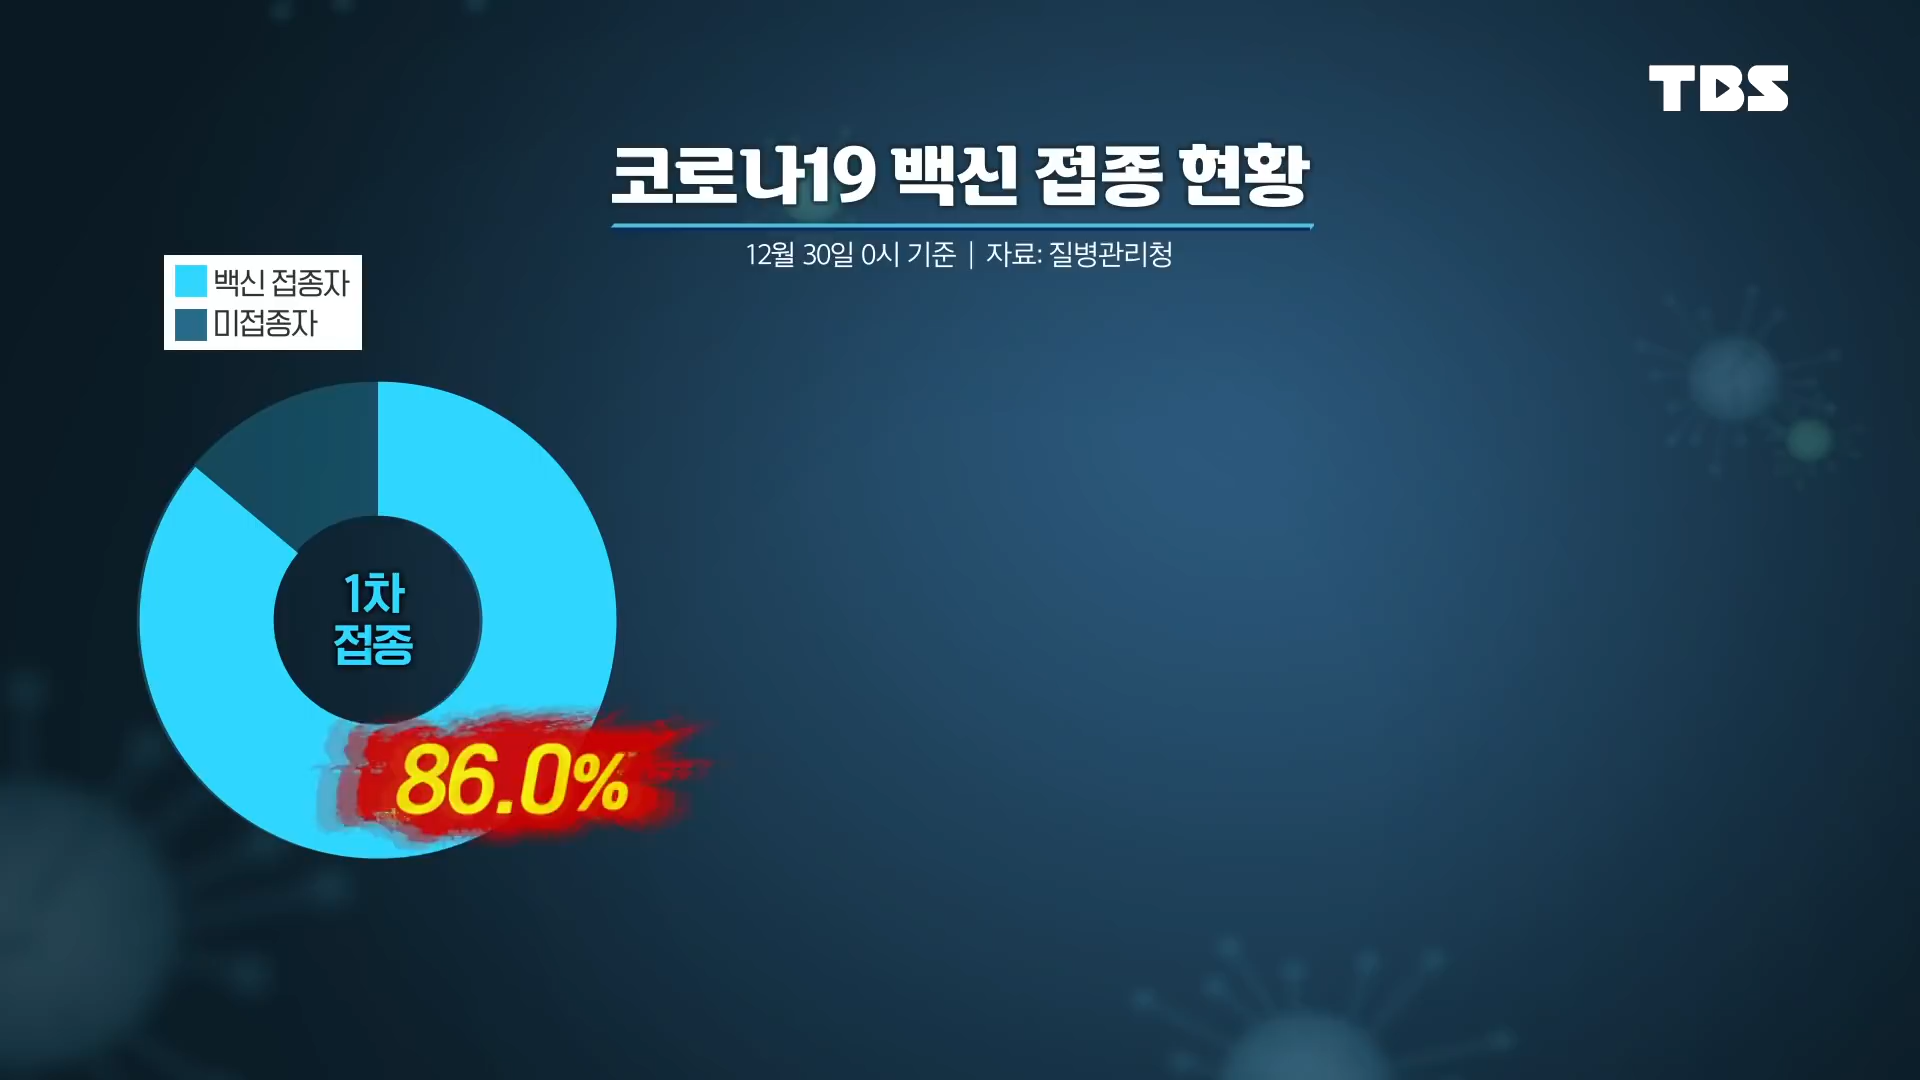 TBS
코로나19 백신 접종 현황
12월 30일 0시 기준 | 자료: 질병관리청
백신 접종자
미접종자
1차
접종
86.0%